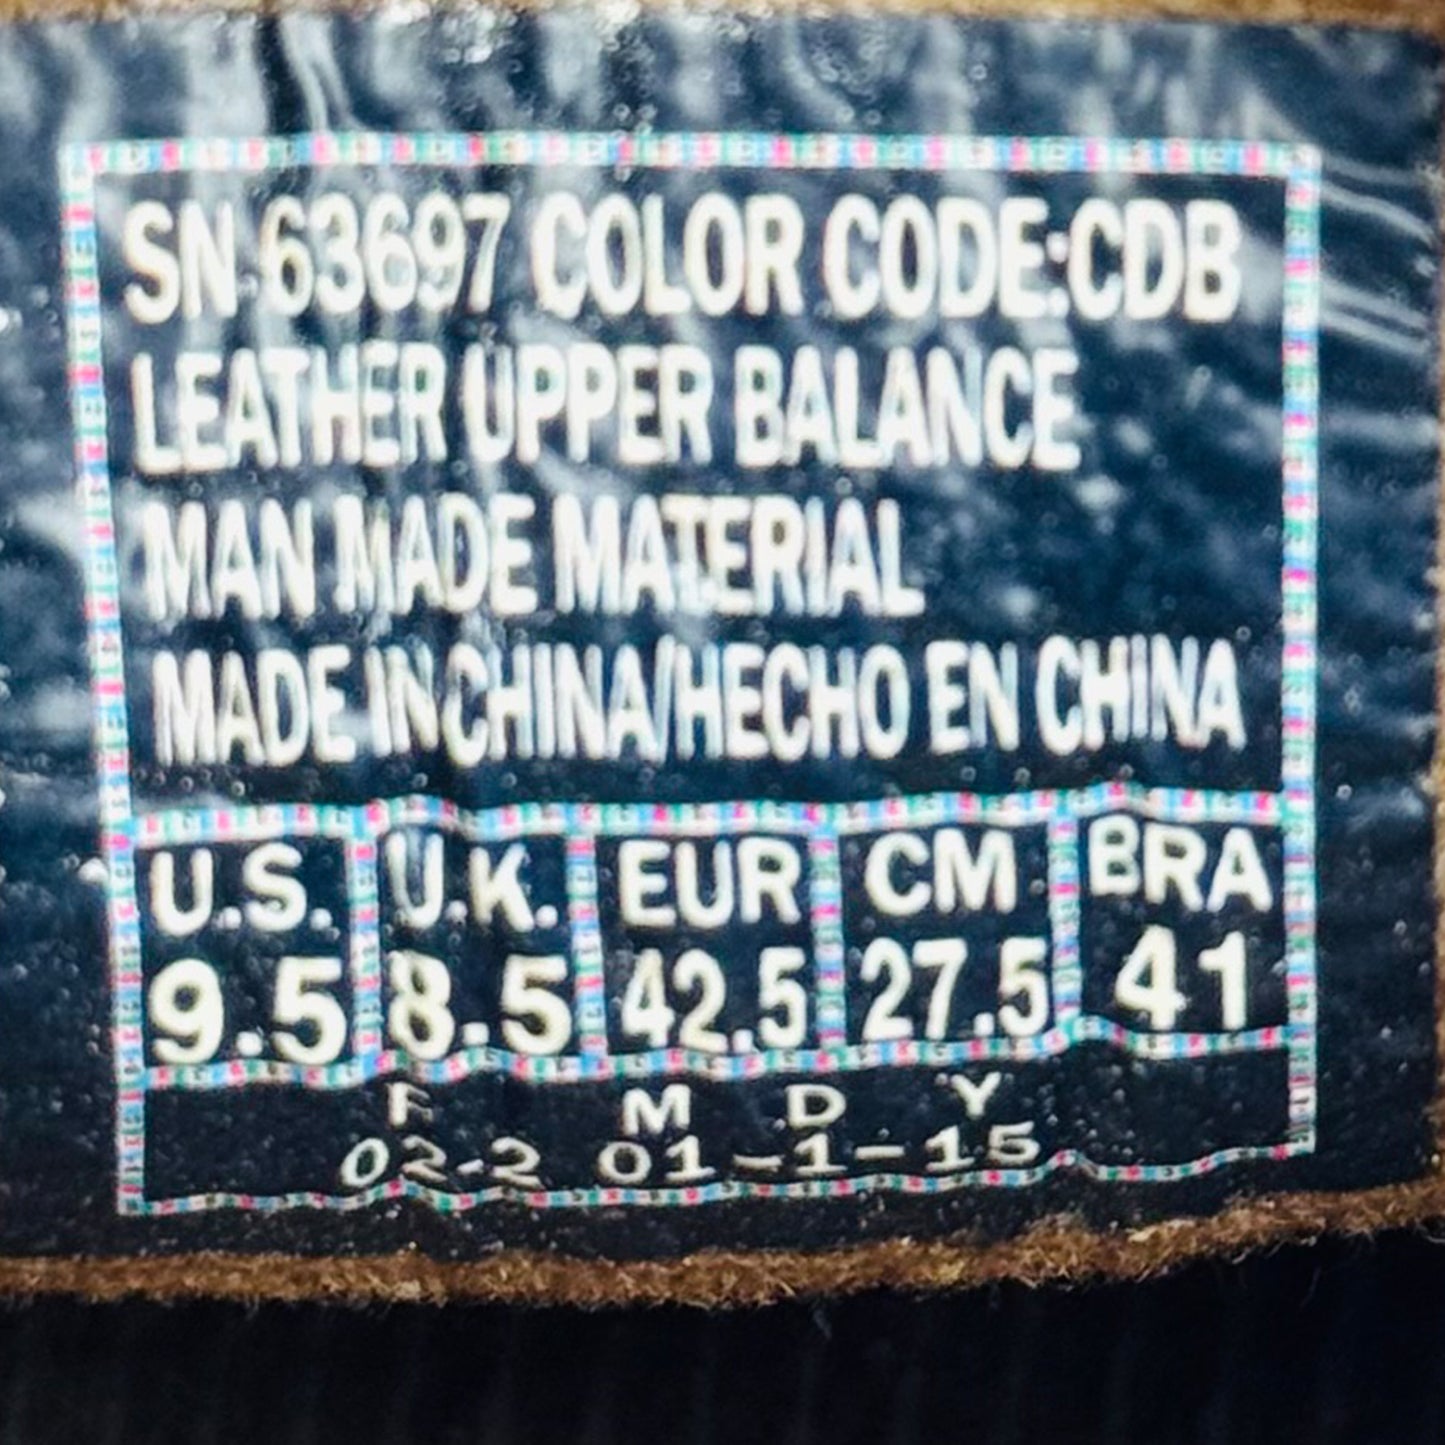 SN 63697 COLOR CODE:CDB
LEATHER UPPER BALANCE
MAN MADE MATERIAL
MADE IN CHINA/HECHO EN CHINA
U.S. U.K. EUR CM BRA
9.5 8.5 42.5 27.5 41
F M D Y
02-2 01-1-15